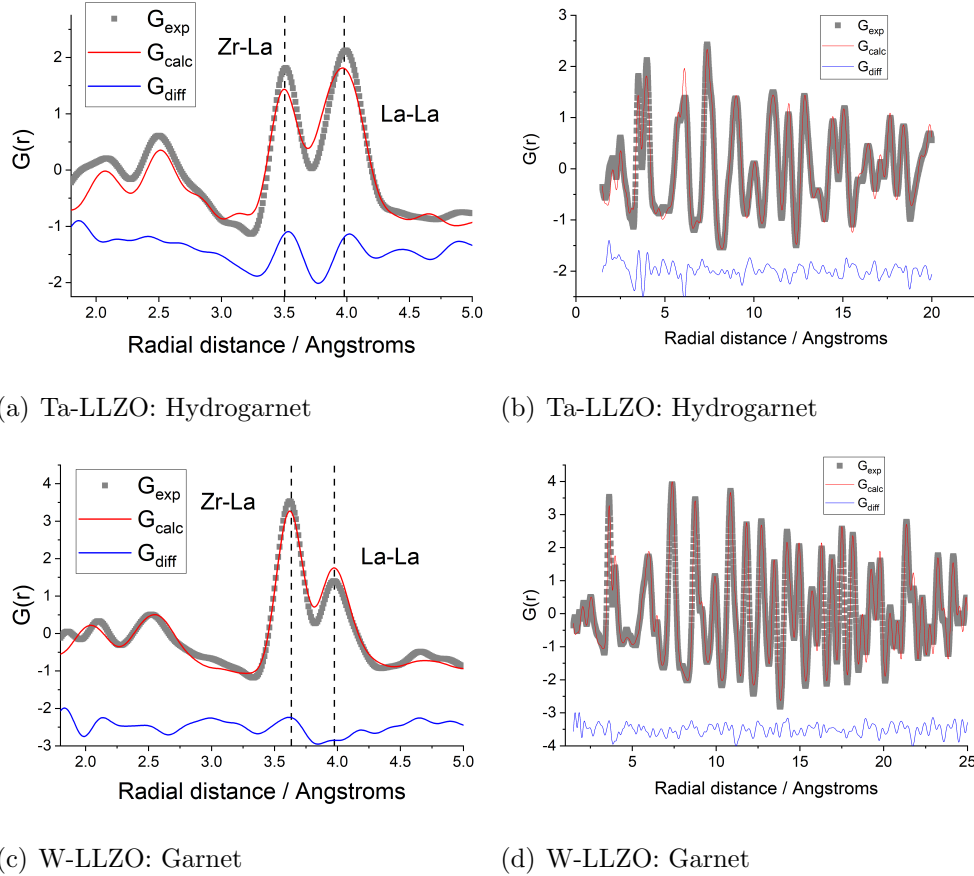 G_exp
G_calc
G_diff
Zr-La
La-La
G(r)
2
1
0
-1
-2
2.0
2.5
3.0
3.5
4.0
4.5
5.0
Radial distance / Angstroms
G_exp
G_calc
G_diff
G(r)
3
2
1
0
-1
-2
5
10
15
20
Radial distance / Angstroms
(a) Ta-LLZO: Hydrogarnet
(b) Ta-LLZO: Hydrogarnet
G_exp
G_calc
G_diff
Zr-La
La-La
G(r)
4
3
2
1
0
-1
-2
-3
2.0
2.5
3.0
3.5
4.0
4.5
5.0
Radial distance / Angstroms
G_exp
G_calc
G_diff
G(r)
4
3
2
1
0
-1
-2
-3
-4
5
10
15
20
25
Radial distance / Angstroms
(c) W-LLZO: Garnet
(d) W-LLZO: Garnet